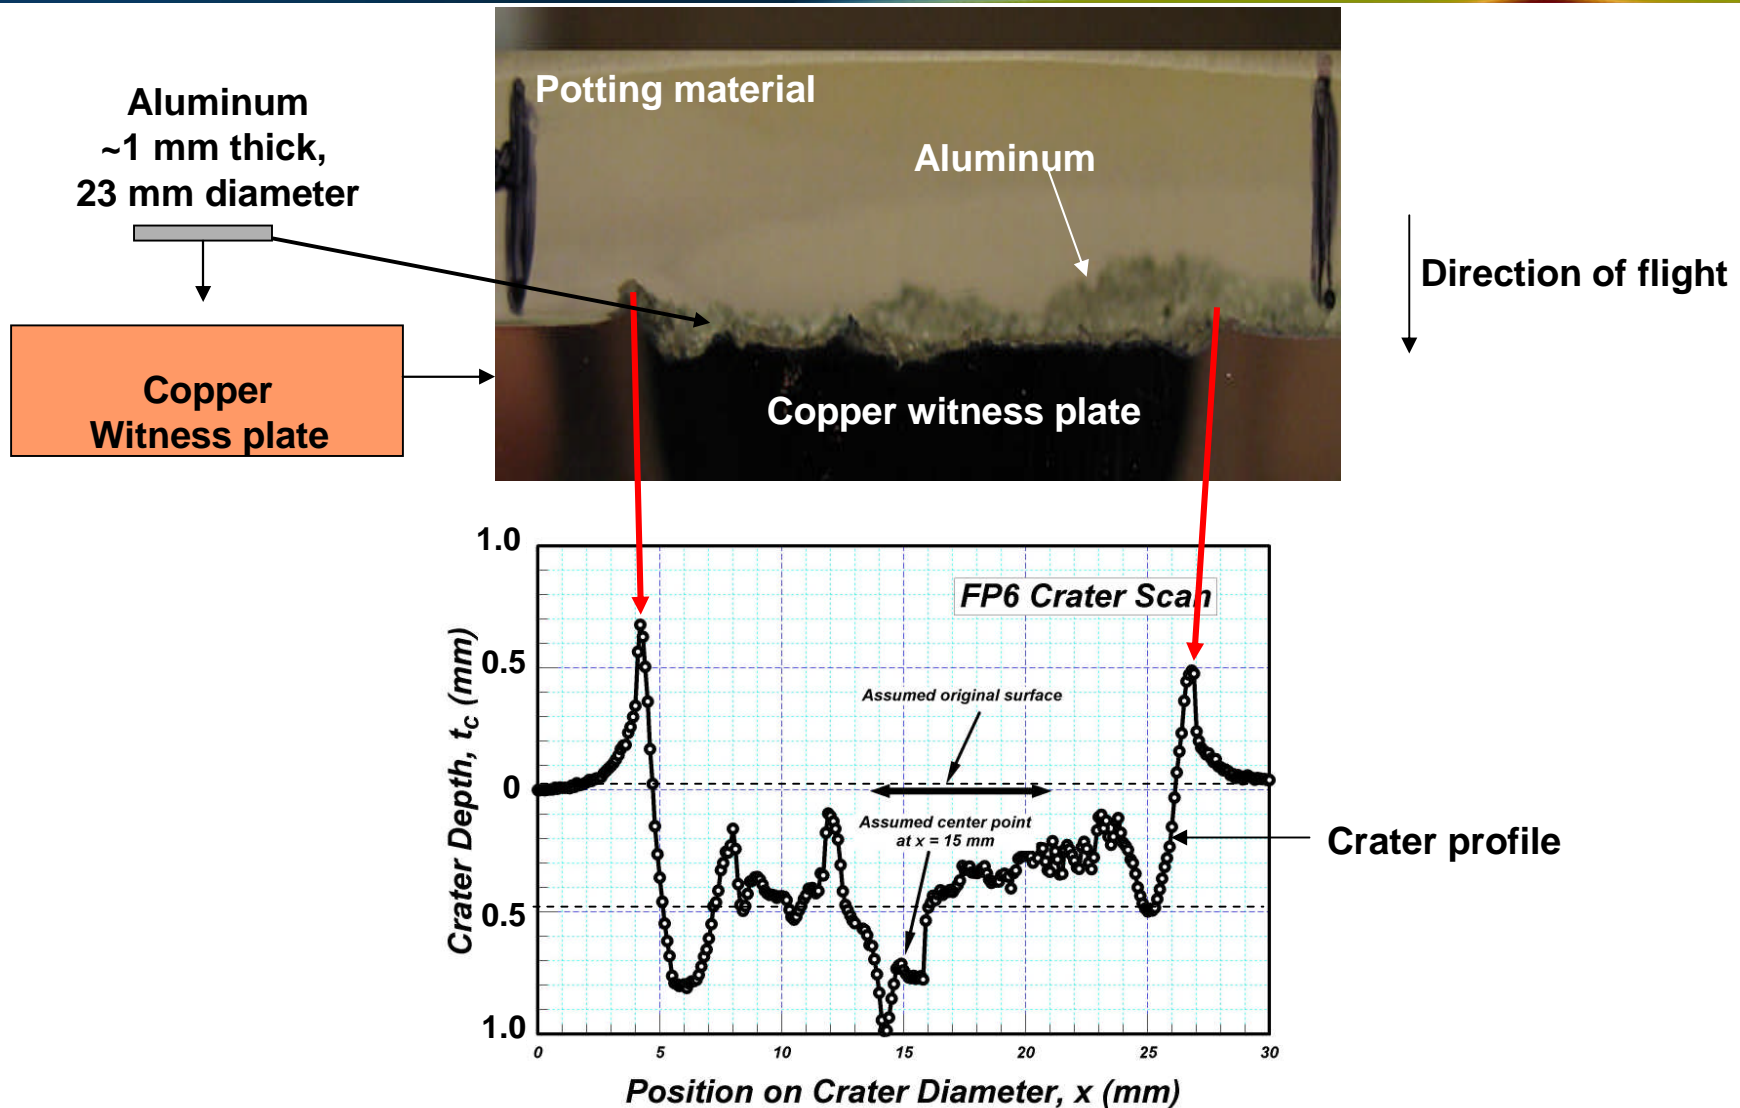 Aluminum
~1 mm thick,
23 mm diameter
Copper
Witness plate
Potting material
Aluminum
Copper witness plate
Direction of flight
FP6 Crater Scan
Assumed original surface
Assumed center point
at x = 15 mm
Crater profile
Crater Depth, tc (mm)
1.0
0.5
0
0.5
1.0
0 5 10 15 20 25 30
Position on Crater Diameter, x (mm)